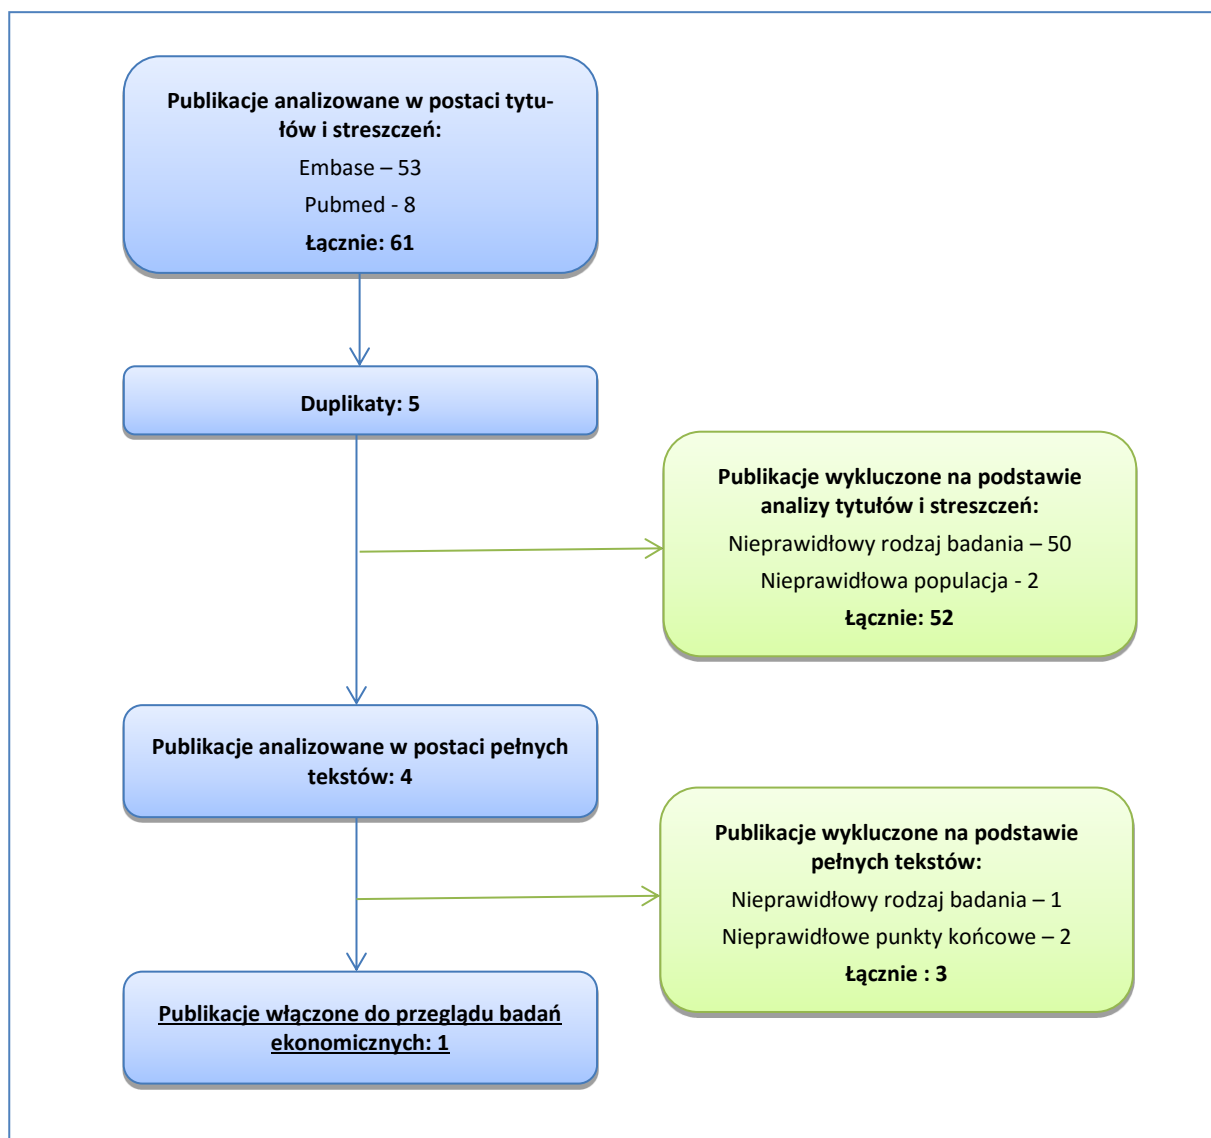 Publikacje analizowane w postaci tytu-
łów i streszczeń:
Embase – 53
Pubmed - 8
Łącznie: 61
Duplikaty: 5
Publikacje wykluczone na podstawie
analizy tytułów i streszczeń:
Nieprawidłowy rodzaj badania – 50
Nieprawidłowa populacja - 2
Łącznie: 52
Publikacje analizowane w postaci pełnych
tekstów: 4
Publikacje wykluczone na podstawie
pełnych tekstów:
Nieprawidłowy rodzaj badania – 1
Nieprawidłowe punkty końcowe – 2
Łącznie : 3
Publikacje włączone do przeglądu badań
ekonomicznych: 1